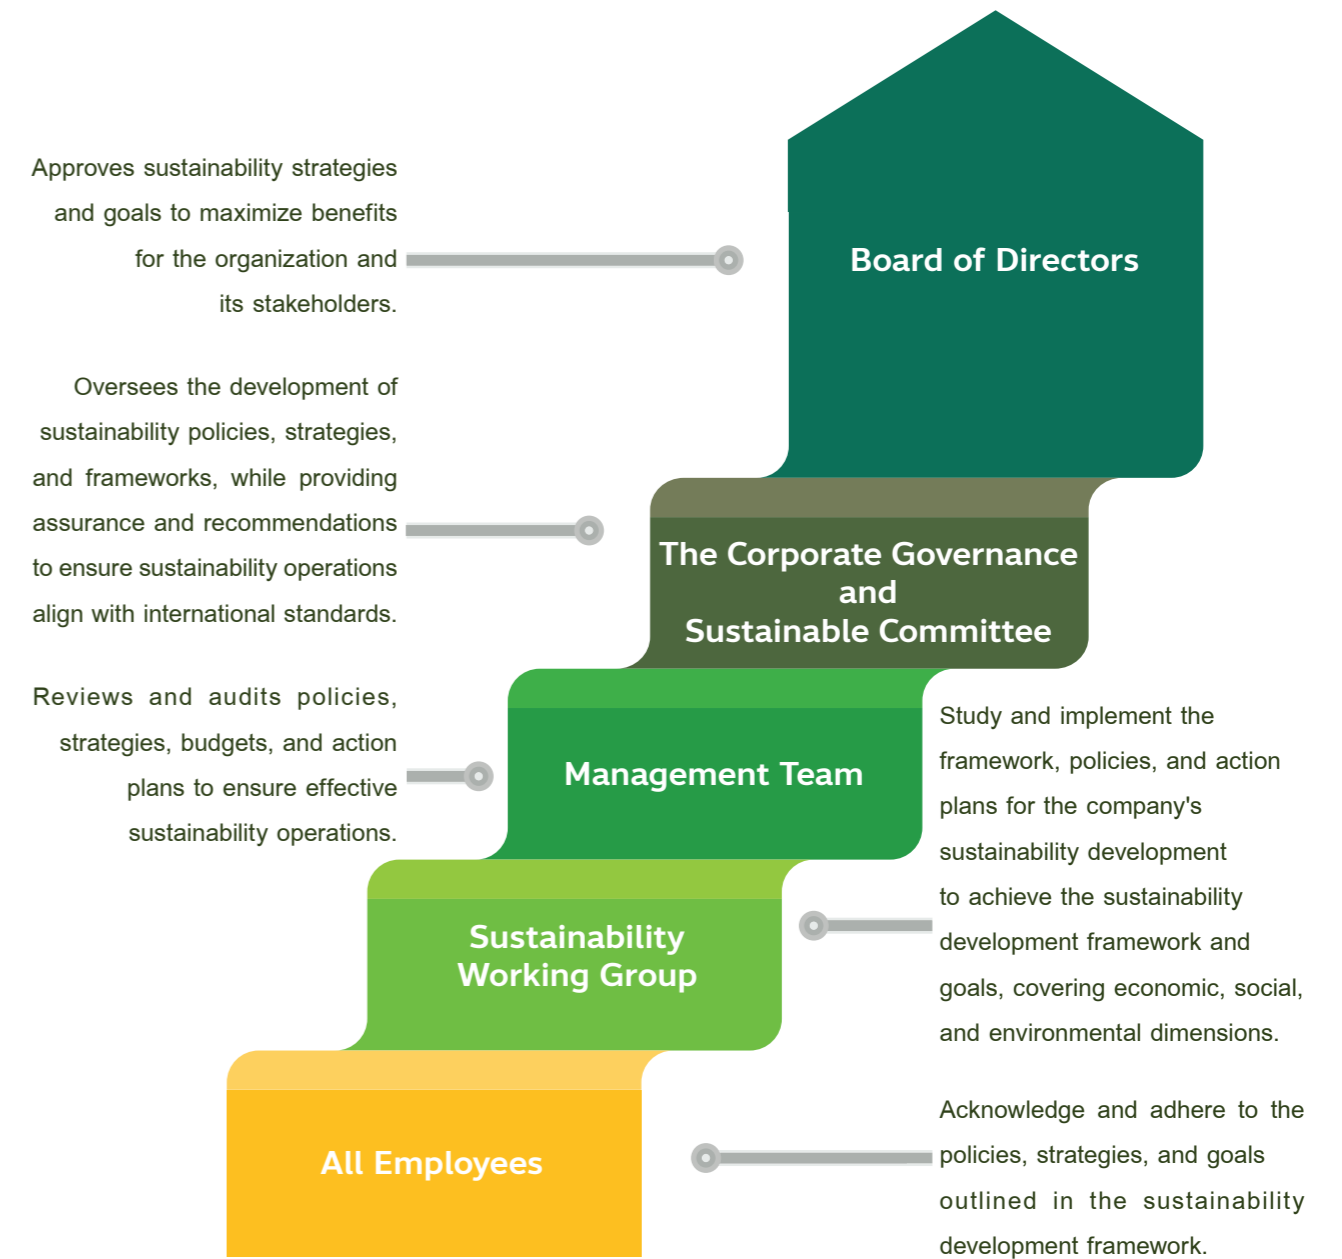 Approves sustainability strategies
and goals to maximize benefits
for the organization and
its stakeholders.
Board of Directors
Oversees the development of
sustainability policies, strategies,
and frameworks, while providing
assurance and recommendations
to ensure sustainability operations
align with international standards.
The Corporate Governance
and
Sustainable Committee
Reviews and audits policies,
strategies, budgets, and action
plans to ensure effective
sustainability operations.
Management Team
Study and implement the
framework, policies, and action
plans for the company's
sustainability development
to achieve the sustainability
development framework and
goals, covering economic, social,
and environmental dimensions.
Sustainability
Working Group
Acknowledge and adhere to the
policies, strategies, and goals
outlined in the sustainability
development framework.
All Employees